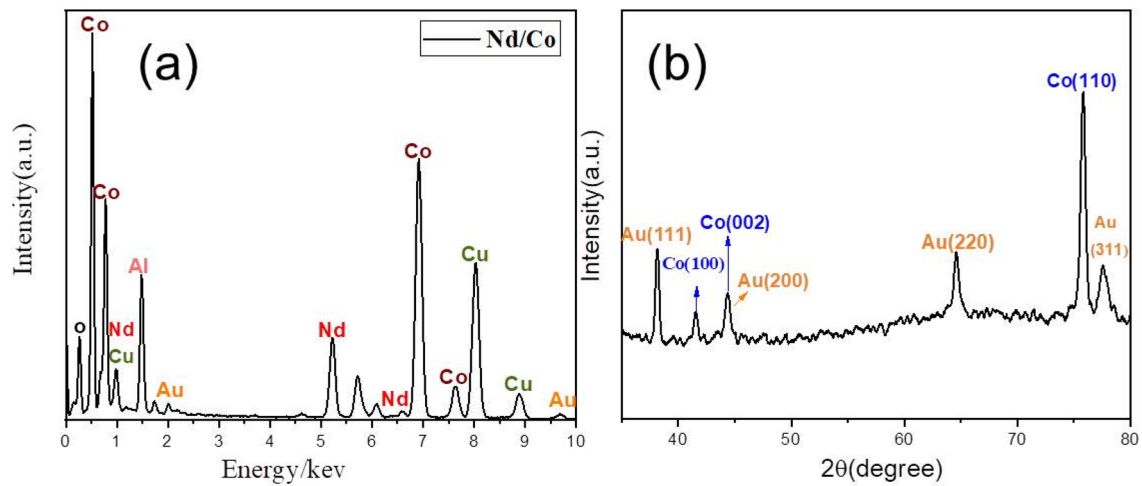 (a)
Nd/Co
Co
Co
Al
O
Nd
Cu
Au
Nd
Nd
Co
Co
Cu
Cu
Au
Intensity(a.u.)
0 1 2 3 4 5 6 7 8 9 10
Energy/kev
(b)
Co(110)
Au(111)
Co(002)
Co(100)
Au(200)
Au(220)
Au
(311)
Intensity(a.u.)
40 50 60 70 80
2θ(degree)